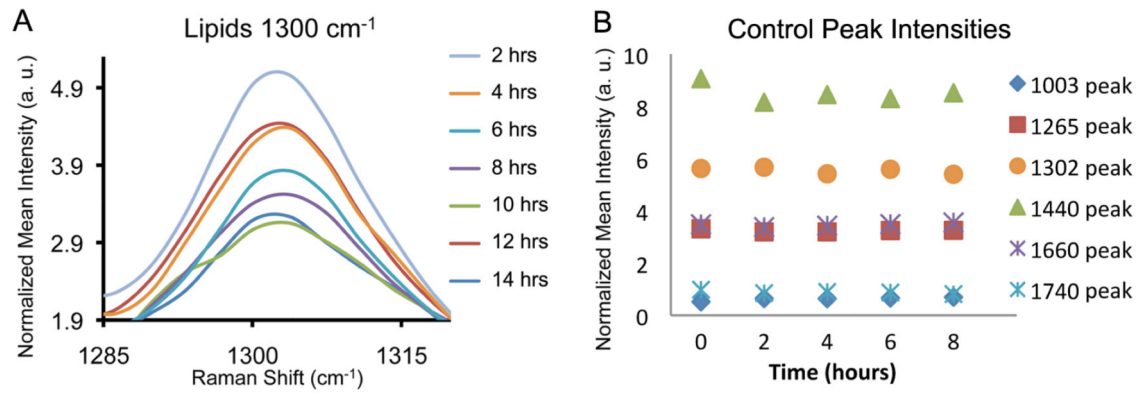 A
Lipids 1300 cm-1
Normalized Mean Intensity (a. u.)
4.9
3.9
2.9
1.9
1285
1300
1315
Raman Shift (cm-1)
2 hrs
4 hrs
6 hrs
8 hrs
10 hrs
12 hrs
14 hrs
B
Control Peak Intensities
Normalized Mean Intensity (a. u.)
10
8
6
4
2
0
0
2
4
6
8
Time (hours)
1003 peak
1265 peak
1302 peak
1440 peak
1660 peak
1740 peak